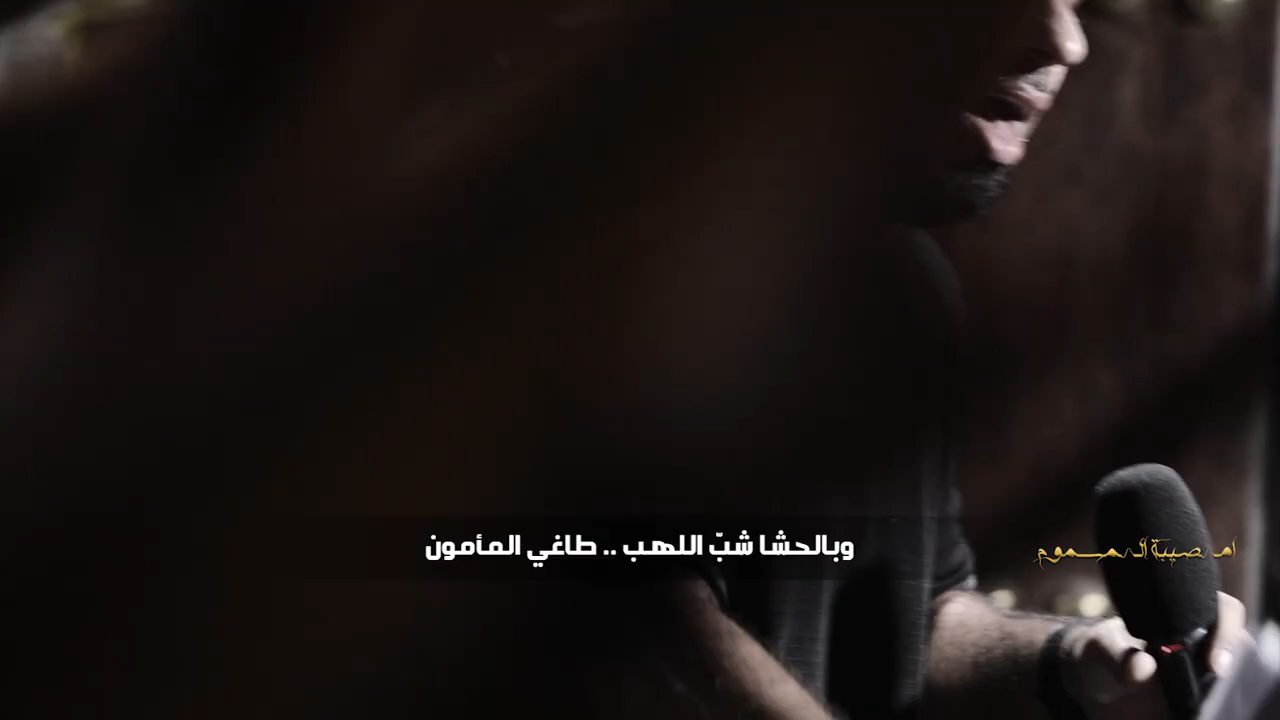 وبالحشا شبّ اللهب .. طاغي المأمون